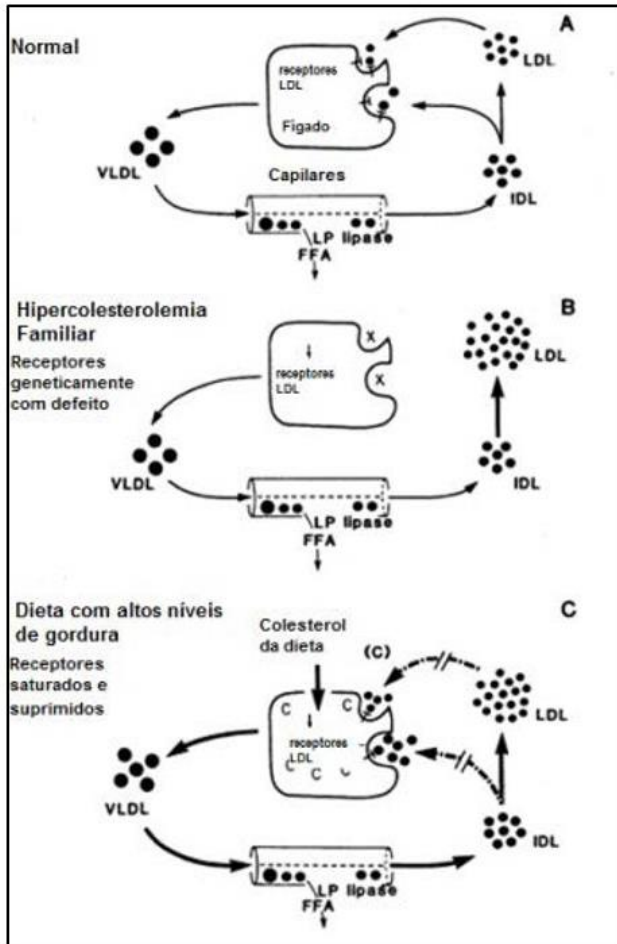 Normal
A
receptores
LDL
LDL
Fígado
VLDL
Capilares
IDL
LP lipase
FFA
Hipercolesterolemia
Familiar
B
Receptores
geneticamente
com defeito
X
receptores
LDL
X
LDL
VLDL
IDL
LP lipase
FFA
Dieta com altos níveis
de gordura
C
Receptores
saturados e
suprimidos
Colesterol
da dieta
(C)
C C
receptores
LDL
C C
LDL
VLDL
IDL
LP lipase
FFA